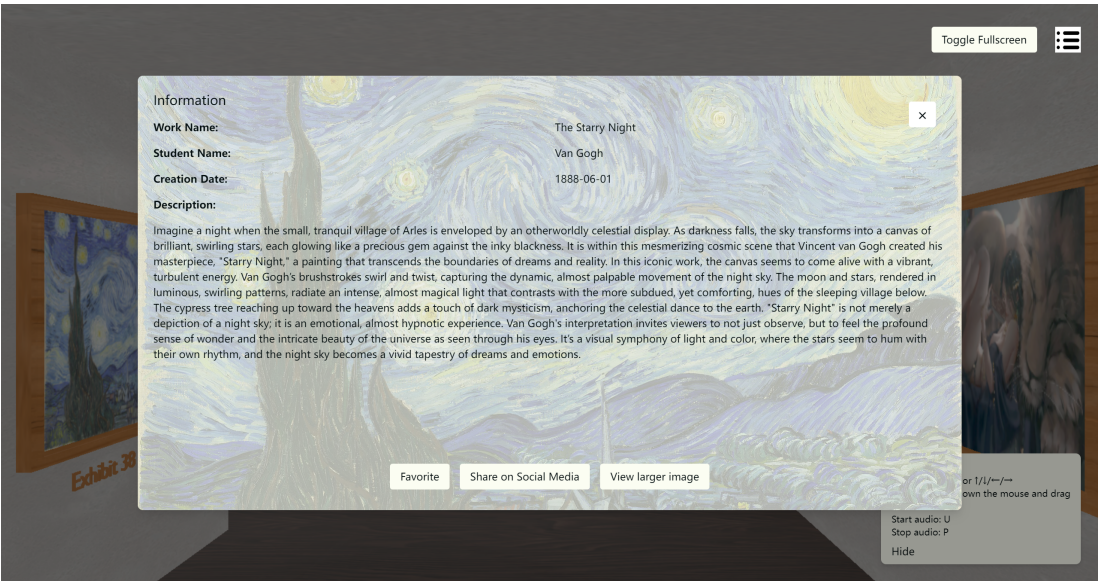 Toggle Fullscreen
Information
×
Work Name: The Starry Night
Student Name: Van Gogh
Creation Date: 1888-06-01
Description:
Imagine a night when the small, tranquil village of Arles is enveloped by an otherworldly celestial display. As darkness falls, the sky transforms into a canvas of
brilliant, swirling stars, each glowing like a precious gem against the inky blackness. It is within this mesmerizing cosmic scene that Vincent van Gogh created his
masterpiece, "Starry Night," a painting that transcends the boundaries of dreams and reality. In this iconic work, the canvas seems to come alive with a vibrant,
turbulent energy. Van Gogh's brushstrokes swirl and twist, capturing the dynamic, almost palpable movement of the night sky. The moon and stars, rendered in
luminous, swirling patterns, radiate an intense, almost magical light that contrasts with the more subdued, yet comforting, hues of the sleeping village below.
The cypress tree reaching up toward the heavens adds a touch of dark mysticism, anchoring the celestial dance to the earth. "Starry Night" is not merely a
depiction of a night sky; it is an emotional, almost hypnotic experience. Van Gogh's interpretation invites viewers to not just observe, but to feel the profound
sense of wonder and the intricate beauty of the universe as seen through his eyes. It's a visual symphony of light and color, where the stars seem to hum with
their own rhythm, and the night sky becomes a vivid tapestry of dreams and emotions.
Exhibit 38
Favorite
Share on Social Media
View larger image
or ↑/↓/←/→
own the mouse and drag
Start audio: U
Stop audio: P
Hide